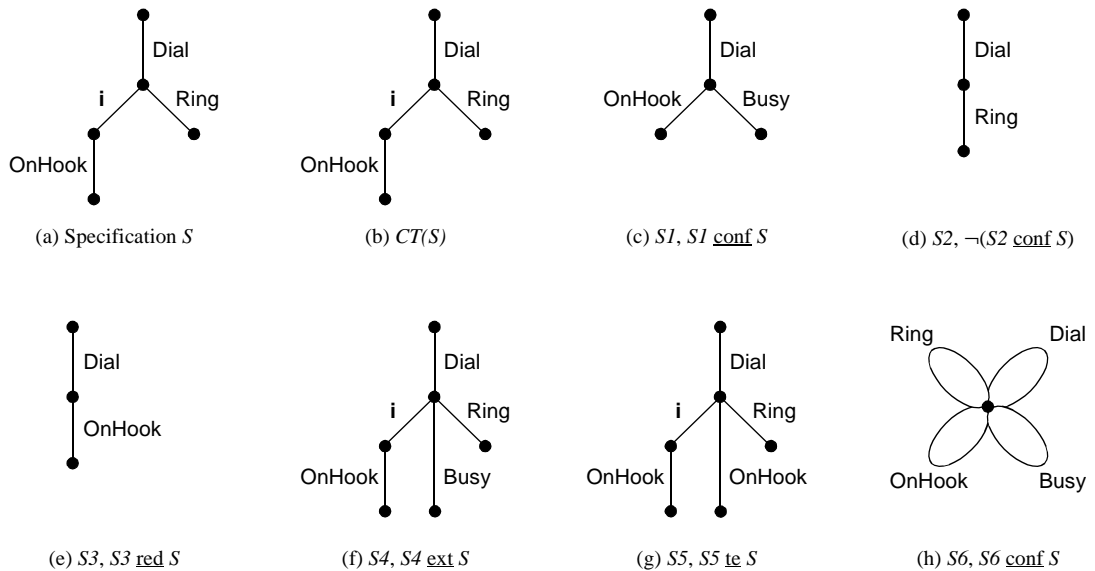 Dial
i
Ring
OnHook
(a) Specification S
Dial
i
Ring
OnHook
(b) CT(S)
Dial
OnHook
Busy
(c) S1, S1 conf S
Dial
Ring
(d) S2, ¬(S2 conf S)
Dial
OnHook
(e) S3, S3 red S
Dial
i
Ring
OnHook
Busy
(f) S4, S4 ext S
Dial
i
Ring
OnHook
OnHook
(g) S5, S5 te S
Ring
Dial
OnHook
Busy
(h) S6, S6 conf S